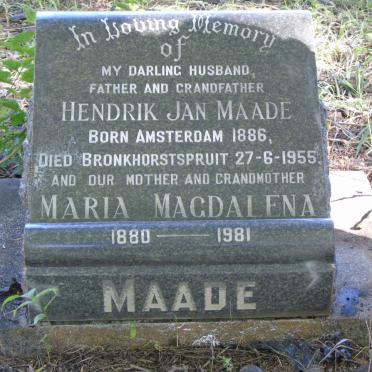 In Loving Memory
of
MY DARLING HUSBAND,
FATHER AND GRANDFATHER
HENDRIK JAN MAADE
BORN AMSTERDAM 1886,
DIED BRONKHORSTSPRUIT 27-6-1955.
AND OUR MOTHER AND GRANDMOTHER
MARIA MAGDALENA
1880 — 1981
MAADE